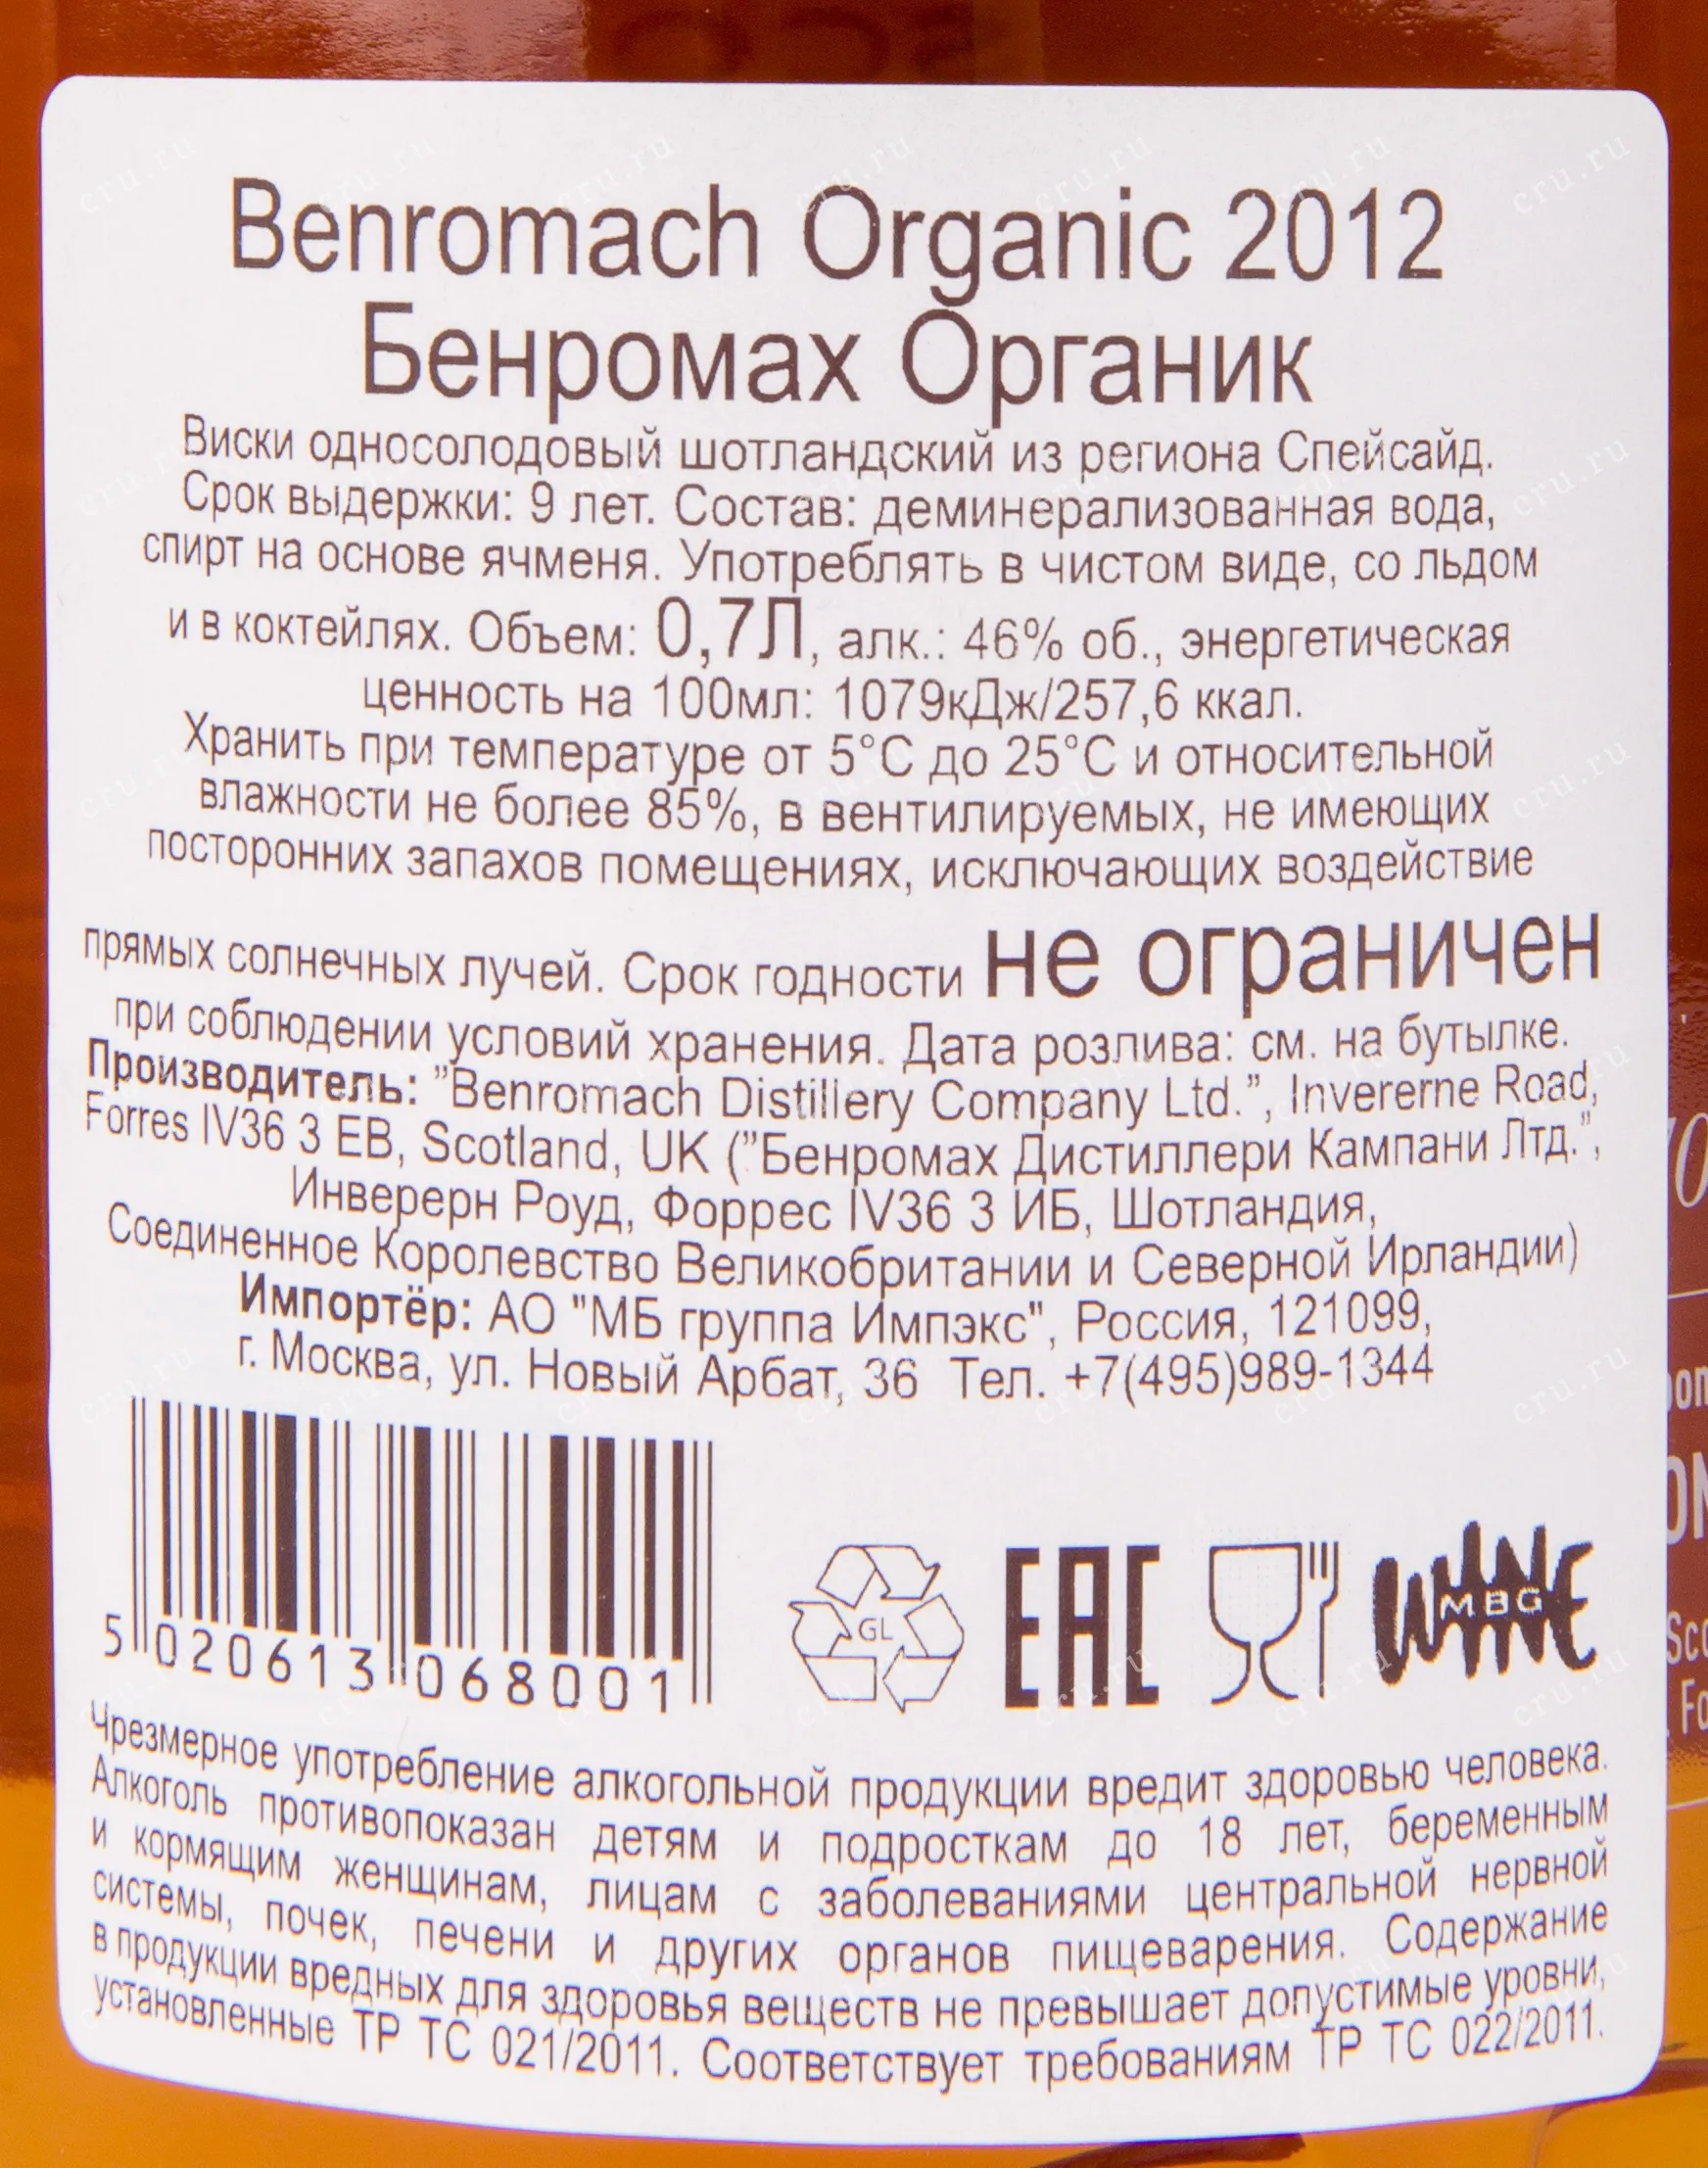 Benromach Organic 2012
Бенромах Органик
Виски односолодовый шотландский из региона Спейсайд.
Срок выдержки: 9 лет. Состав: деминерализованная вода,
спирт на основе ячменя. Употреблять в чистом виде, со льдом
и в коктейлях. Объем: 0,7Л, алк.: 46% об., энергетическая
ценность на 100мл: 1079кДж/257,6 ккал.
Хранить при температуре от 5°С до 25°С и относительной
влажности не более 85%, в вентилируемых, не имеющих
посторонних запахов помещениях, исключающих воздействие
прямых солнечных лучей. Срок годности не ограничен
при соблюдении условий хранения. Дата розлива: см. на бутылке.
Производитель: "Benromach Distillery Company Ltd.", Invererne Road,
Forres IV36 3 EB, Scotland, UK ("Бенромах Дистиллери Кампани Лтд.",
Инверерн Роуд, Форрес IV36 3 ИБ, Шотландия,
Соединенное Королевство Великобритании и Северной Ирландии)
Импортёр: АО "МБ группа Импэкс", Россия, 121099,
г. Москва, ул. Новый Арбат, 36 Тел. +7(495)989-1344
5 020613 068001
GL
EAC
WINE
MBG
Чрезмерное употребление алкогольной продукции вредит здоровью человека.
Алкоголь противопоказан детям и подросткам до 18 лет, беременным
и кормящим женщинам, лицам с заболеваниями центральной нервной
системы, почек, печени и других органов пищеварения. Содержание
в продукции вредных для здоровья веществ не превышает допустимые уровни,
установленные ТР ТС 021/2011. Соответствует требованиям ТР ТС 022/2011.
cru.ru